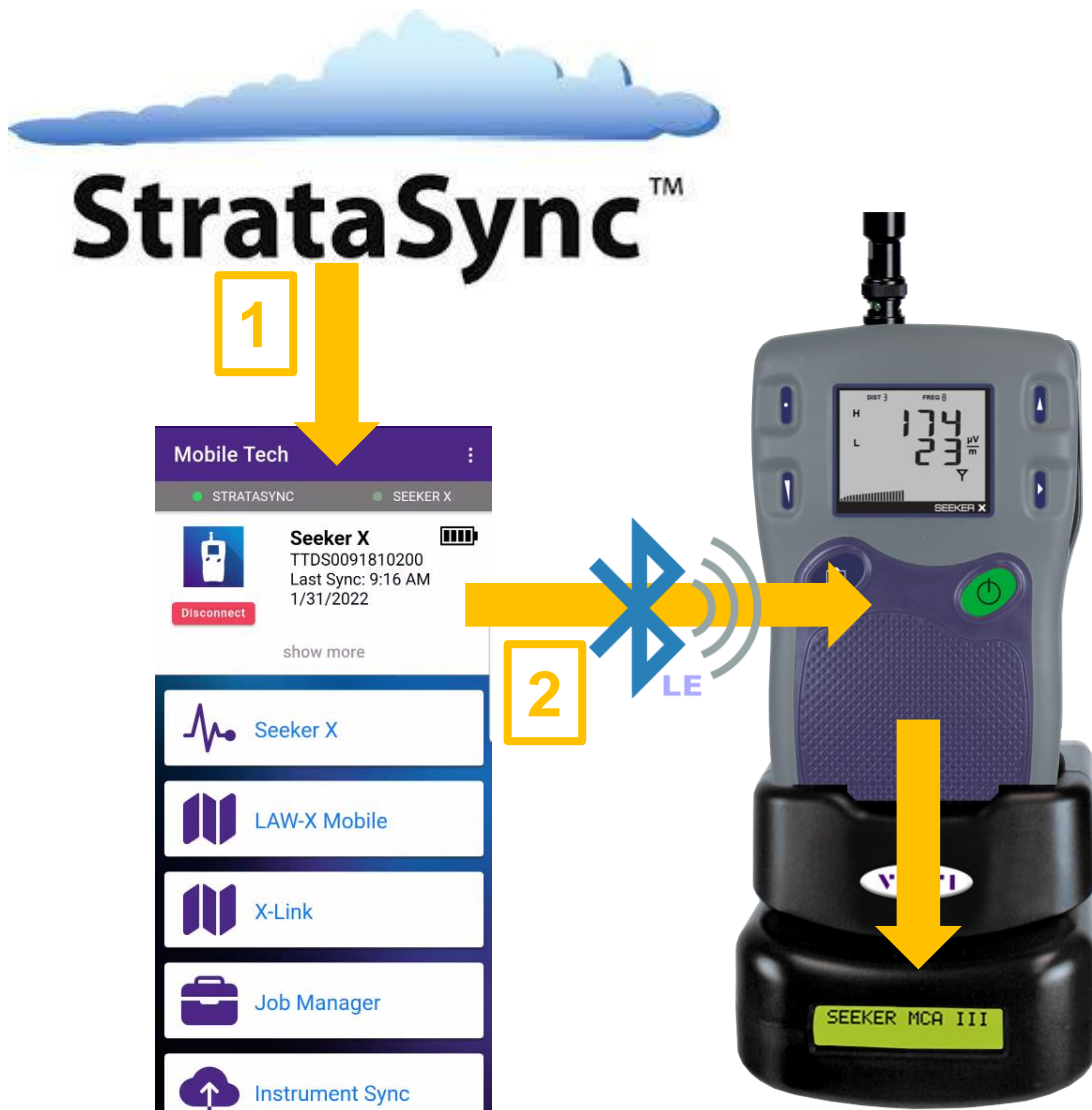 StrataSync™
1
Mobile Tech
STRATASYNC
SEEKER X
Seeker X
TTDS0091810200
Last Sync: 9:16 AM
1/31/2022
Disconnect
show more
Seeker X
LAW-X Mobile
X-Link
Job Manager
Instrument Sync
2
LE
DIST 3 FREQ 8
H 174
L 23 µV/m
SEEKER X
SEEKER MCA III